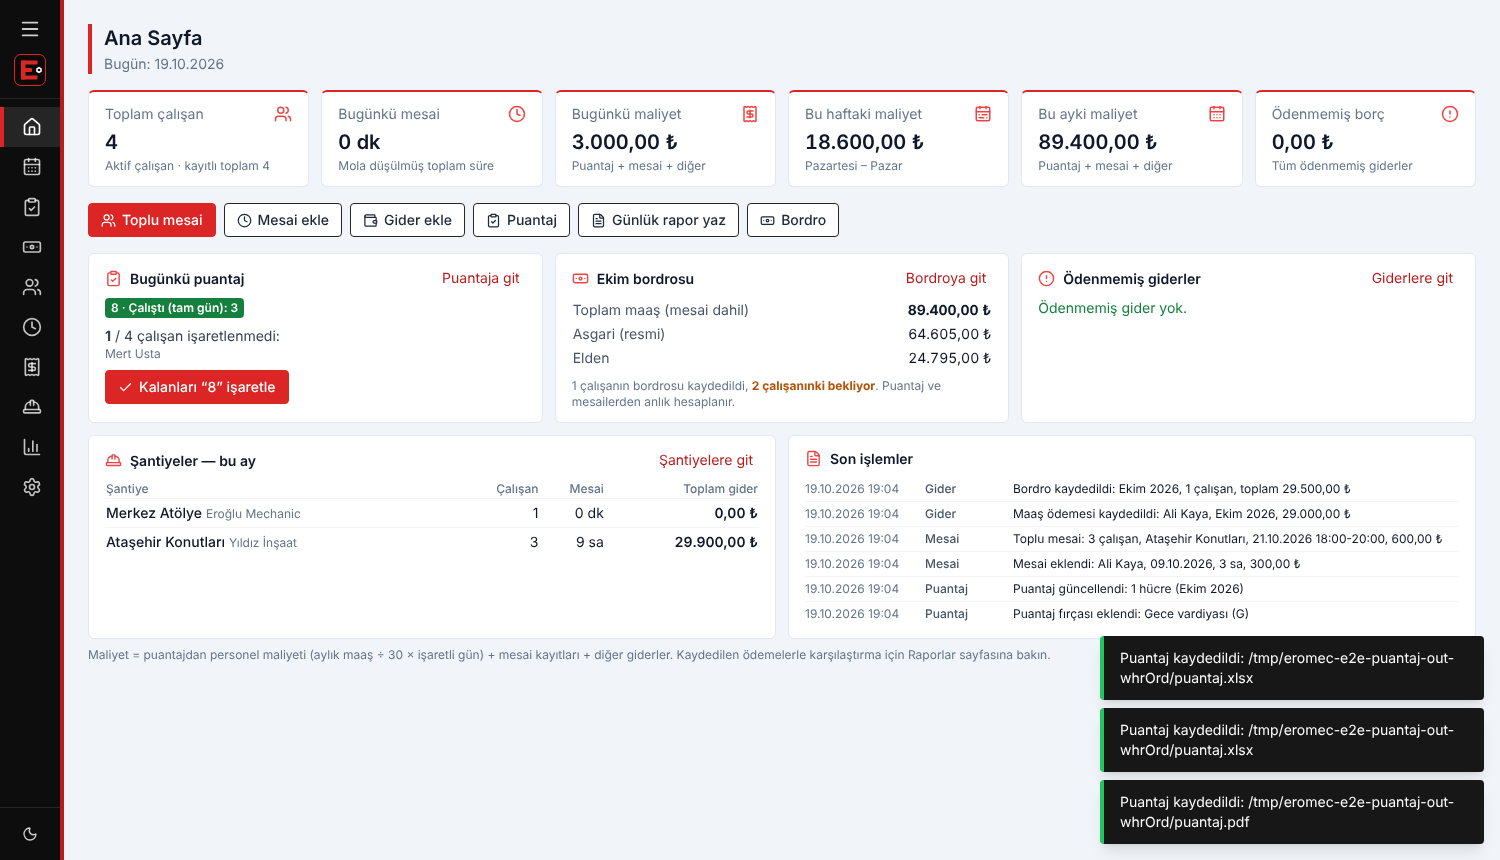 Ana Sayfa
Bugün: 19.10.2026
Toplam çalışan
4
Aktif çalışan · kayıtlı toplam 4
Bugünkü mesai
0 dk
Mola düşülmüş toplam süre
Bugünkü maliyet
3.000,00 ₺
Puantaj + mesai + diğer
Bu haftaki maliyet
18.600,00 ₺
Pazartesi – Pazar
Bu ayki maliyet
89.400,00 ₺
Puantaj + mesai + diğer
Ödenmemiş borç
0,00 ₺
Tüm ödenmemiş giderler
Toplu mesai
Mesai ekle
Gider ekle
Puantaj
Günlük rapor yaz
Bordro
Bugünkü puantaj
Puantaja git
8 · Çalıştı (tam gün): 3
1 / 4 çalışan işaretlenmedi:
Mert Usta
Kalanları “8” işaretle
Ekim bordrosu
Bordroya git
Toplam maaş (mesai dahil) 89.400,00 ₺
Asgari (resmi) 64.605,00 ₺
Elden 24.795,00 ₺
1 çalışanın bordrosu kaydedildi, 2 çalışanınki bekliyor. Puantaj ve
mesailerden anlık hesaplanır.
Ödenmemiş giderler
Giderlere git
Ödenmemiş gider yok.
Şantiyeler — bu ay
Şantiyelere git
Şantiye Çalışan Mesai Toplam gider
Merkez Atölye Eroğlu Mechanic 1 0 dk 0,00 ₺
Ataşehir Konutları Yıldız İnşaat 3 9 sa 29.900,00 ₺
Son işlemler
19.10.2026 19:04 Gider Bordro kaydedildi: Ekim 2026, 1 çalışan, toplam 29.500,00 ₺
19.10.2026 19:04 Gider Maaş ödemesi kaydedildi: Ali Kaya, Ekim 2026, 29.000,00 ₺
19.10.2026 19:04 Mesai Toplu mesai: 3 çalışan, Ataşehir Konutları, 21.10.2026 18:00-20:00, 600,00 ₺
19.10.2026 19:04 Mesai Mesai eklendi: Ali Kaya, 09.10.2026, 3 sa, 300,00 ₺
19.10.2026 19:04 Puantaj Puantaj güncellendi: 1 hücre (Ekim 2026)
19.10.2026 19:04 Puantaj Puantaj fırçası eklendi: Gece vardiyası (G)
Maliyet = puantajdan personel maliyeti (aylık maaş ÷ 30 × işaretli gün) + mesai kayıtları + diğer giderler. Kaydedilen ödemelerle karşılaştırma için Raporlar sayfasına bakın.
Puantaj kaydedildi: /tmp/eromec-e2e-puantaj-out-
whrOrd/puantaj.xlsx
Puantaj kaydedildi: /tmp/eromec-e2e-puantaj-out-
whrOrd/puantaj.xlsx
Puantaj kaydedildi: /tmp/eromec-e2e-puantaj-out-
whrOrd/puantaj.pdf